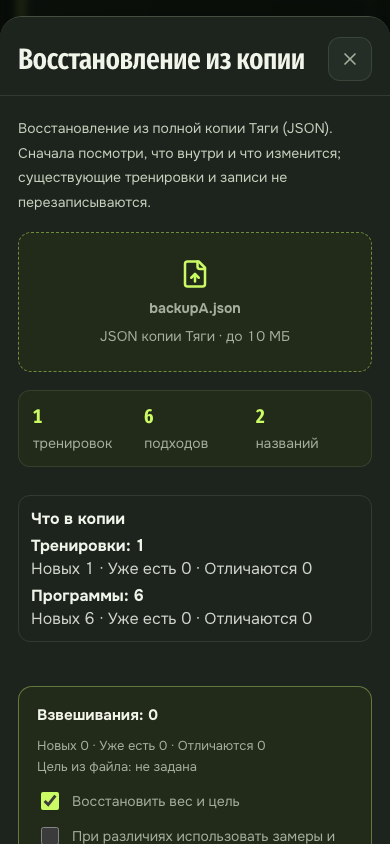 Восстановление из копии
Восстановление из полной копии Тяги (JSON).
Сначала посмотри, что внутри и что изменится;
существующие тренировки и записи не
перезаписываются.
backupA.json
JSON копии Тяги · до 10 МБ
1 6 2
тренировок подходов названий
Что в копии
Тренировки: 1
Новых 1 · Уже есть 0 · Отличаются 0
Программы: 6
Новых 6 · Уже есть 0 · Отличаются 0
Взвешивания: 0
Новых 0 · Уже есть 0 · Отличаются 0
Цель из файла: не задана
Восстановить вес и цель
При различиях использовать замеры и